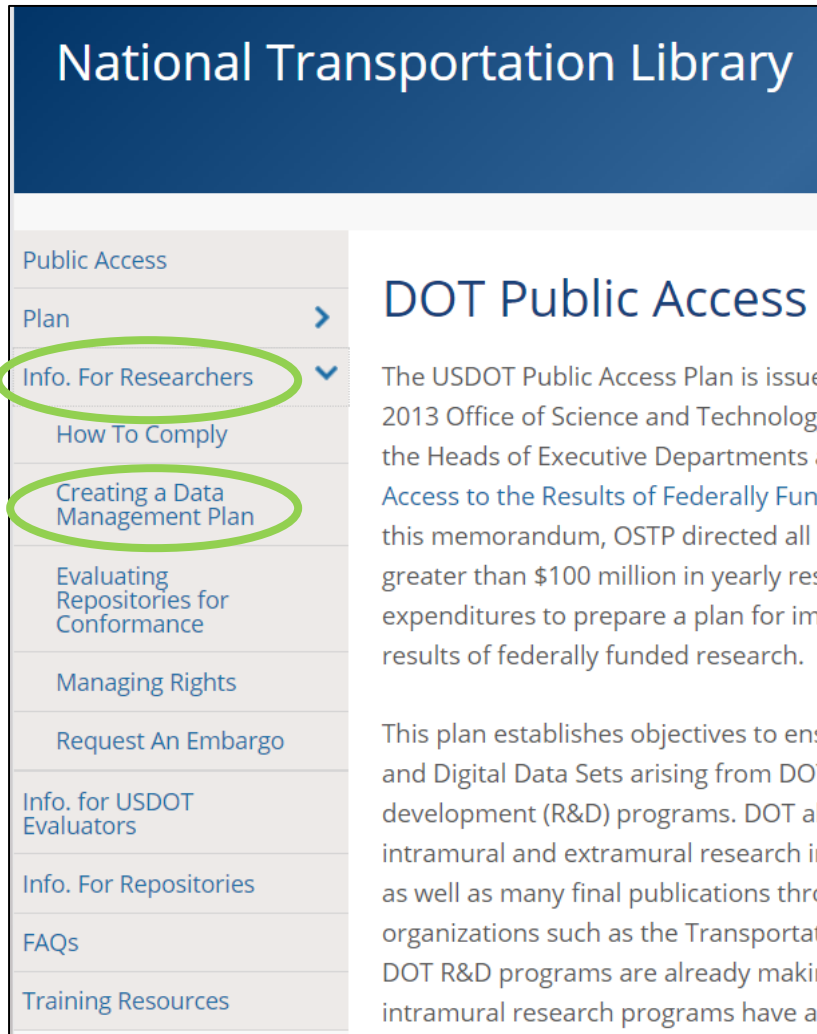 National Transportation Library
Public Access
Plan
Info. For Researchers
How To Comply
Creating a Data
Management Plan
Evaluating
Repositories for
Conformance
Managing Rights
Request An Embargo
Info. for USDOT
Evaluators
Info. For Repositories
FAQs
Training Resources
DOT Public Access
The USDOT Public Access Plan is issue
2013 Office of Science and Technolog
the Heads of Executive Departments
Access to the Results of Federally Fun
this memorandum, OSTP directed all
greater than $100 million in yearly res
expenditures to prepare a plan for im
results of federally funded research.
This plan establishes objectives to ens
and Digital Data Sets arising from DOT
development (R&D) programs. DOT al
intramural and extramural research in
as well as many final publications thro
organizations such as the Transportat
DOT R&D programs are already makin
intramural research programs have a